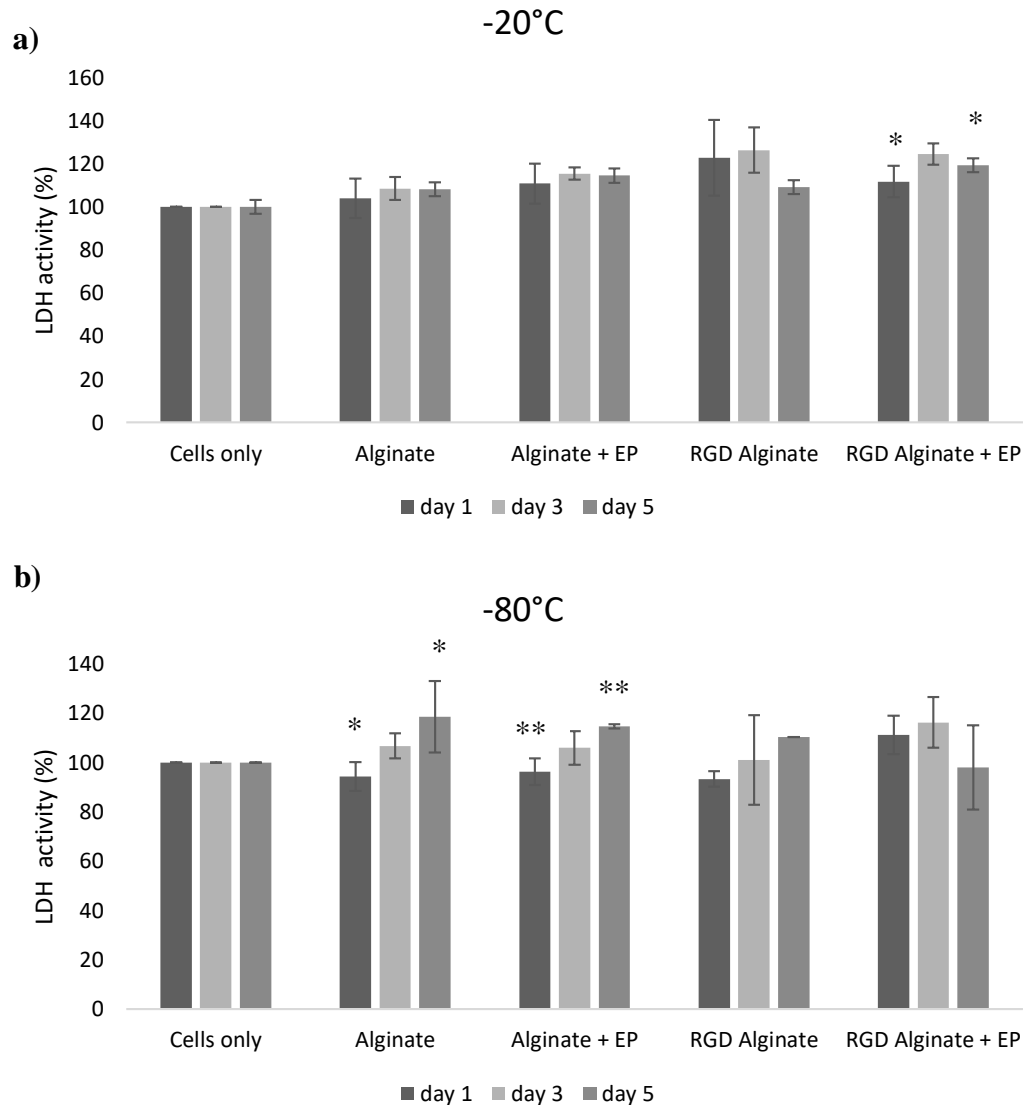 a)
-20°C
LDH activity (%)
160
140
120
100
80
60
40
20
0
* *
Cells only Alginate Alginate + EP RGD Alginate RGD Alginate + EP
day 1 day 3 day 5
b)
-80°C
LDH activity (%)
140
120
100
80
60
40
20
0
* * ** **
Cells only Alginate Alginate + EP RGD Alginate RGD Alginate + EP
day 1 day 3 day 5